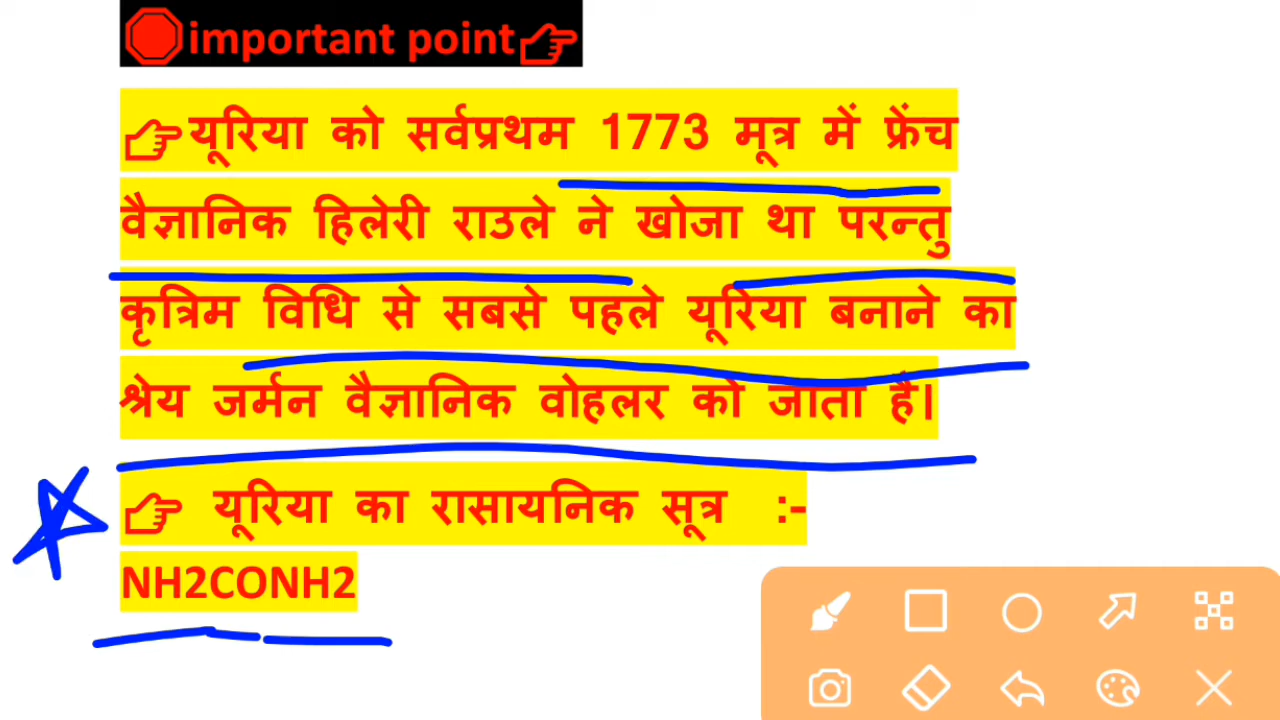 important point
यूरिया को सर्वप्रथम 1773 मूत्र में फ्रेंच
वैज्ञानिक हिलेरी राउले ने खोजा था परन्तु
कृत्रिम विधि से सबसे पहले यूरिया बनाने का
श्रेय जर्मन वैज्ञानिक वोहलर को जाता है।
यूरिया का रासायनिक सूत्र :-
NH2CONH2